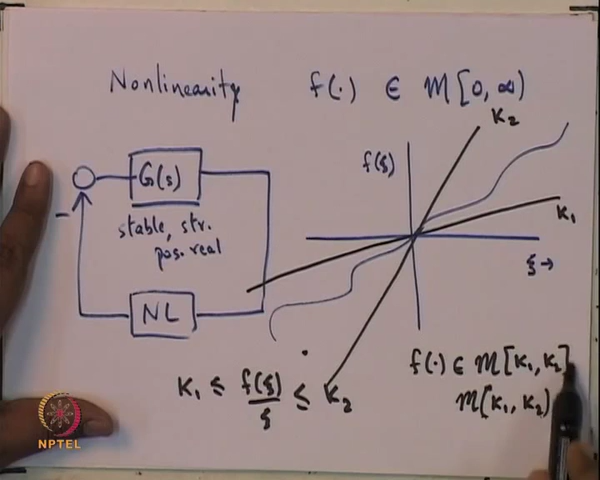 Nonlinearity f(·) ∈ M[0, ∞)
K₂
f(ξ)
G(s)
stable, str.
pos. real
K₁
ξ →
NL
K₁ ≤ f(ξ)/ξ ≤ K₂
f(·) ∈ M[K₁, K₂]
M(K₁, K₂)
NPTEL